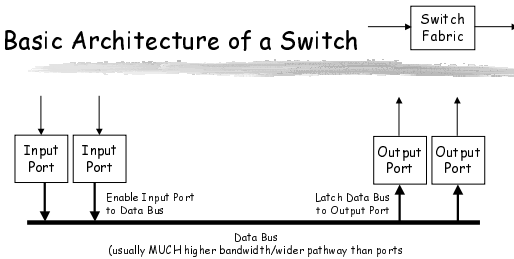 Basic Architecture of a Switch
Switch
Fabric
Input
Port
Input
Port
Output
Port
Output
Port
Enable Input Port
to Data Bus
Latch Data Bus
to Output Port
Data Bus
(usually MUCH higher bandwidth/wider pathway than ports